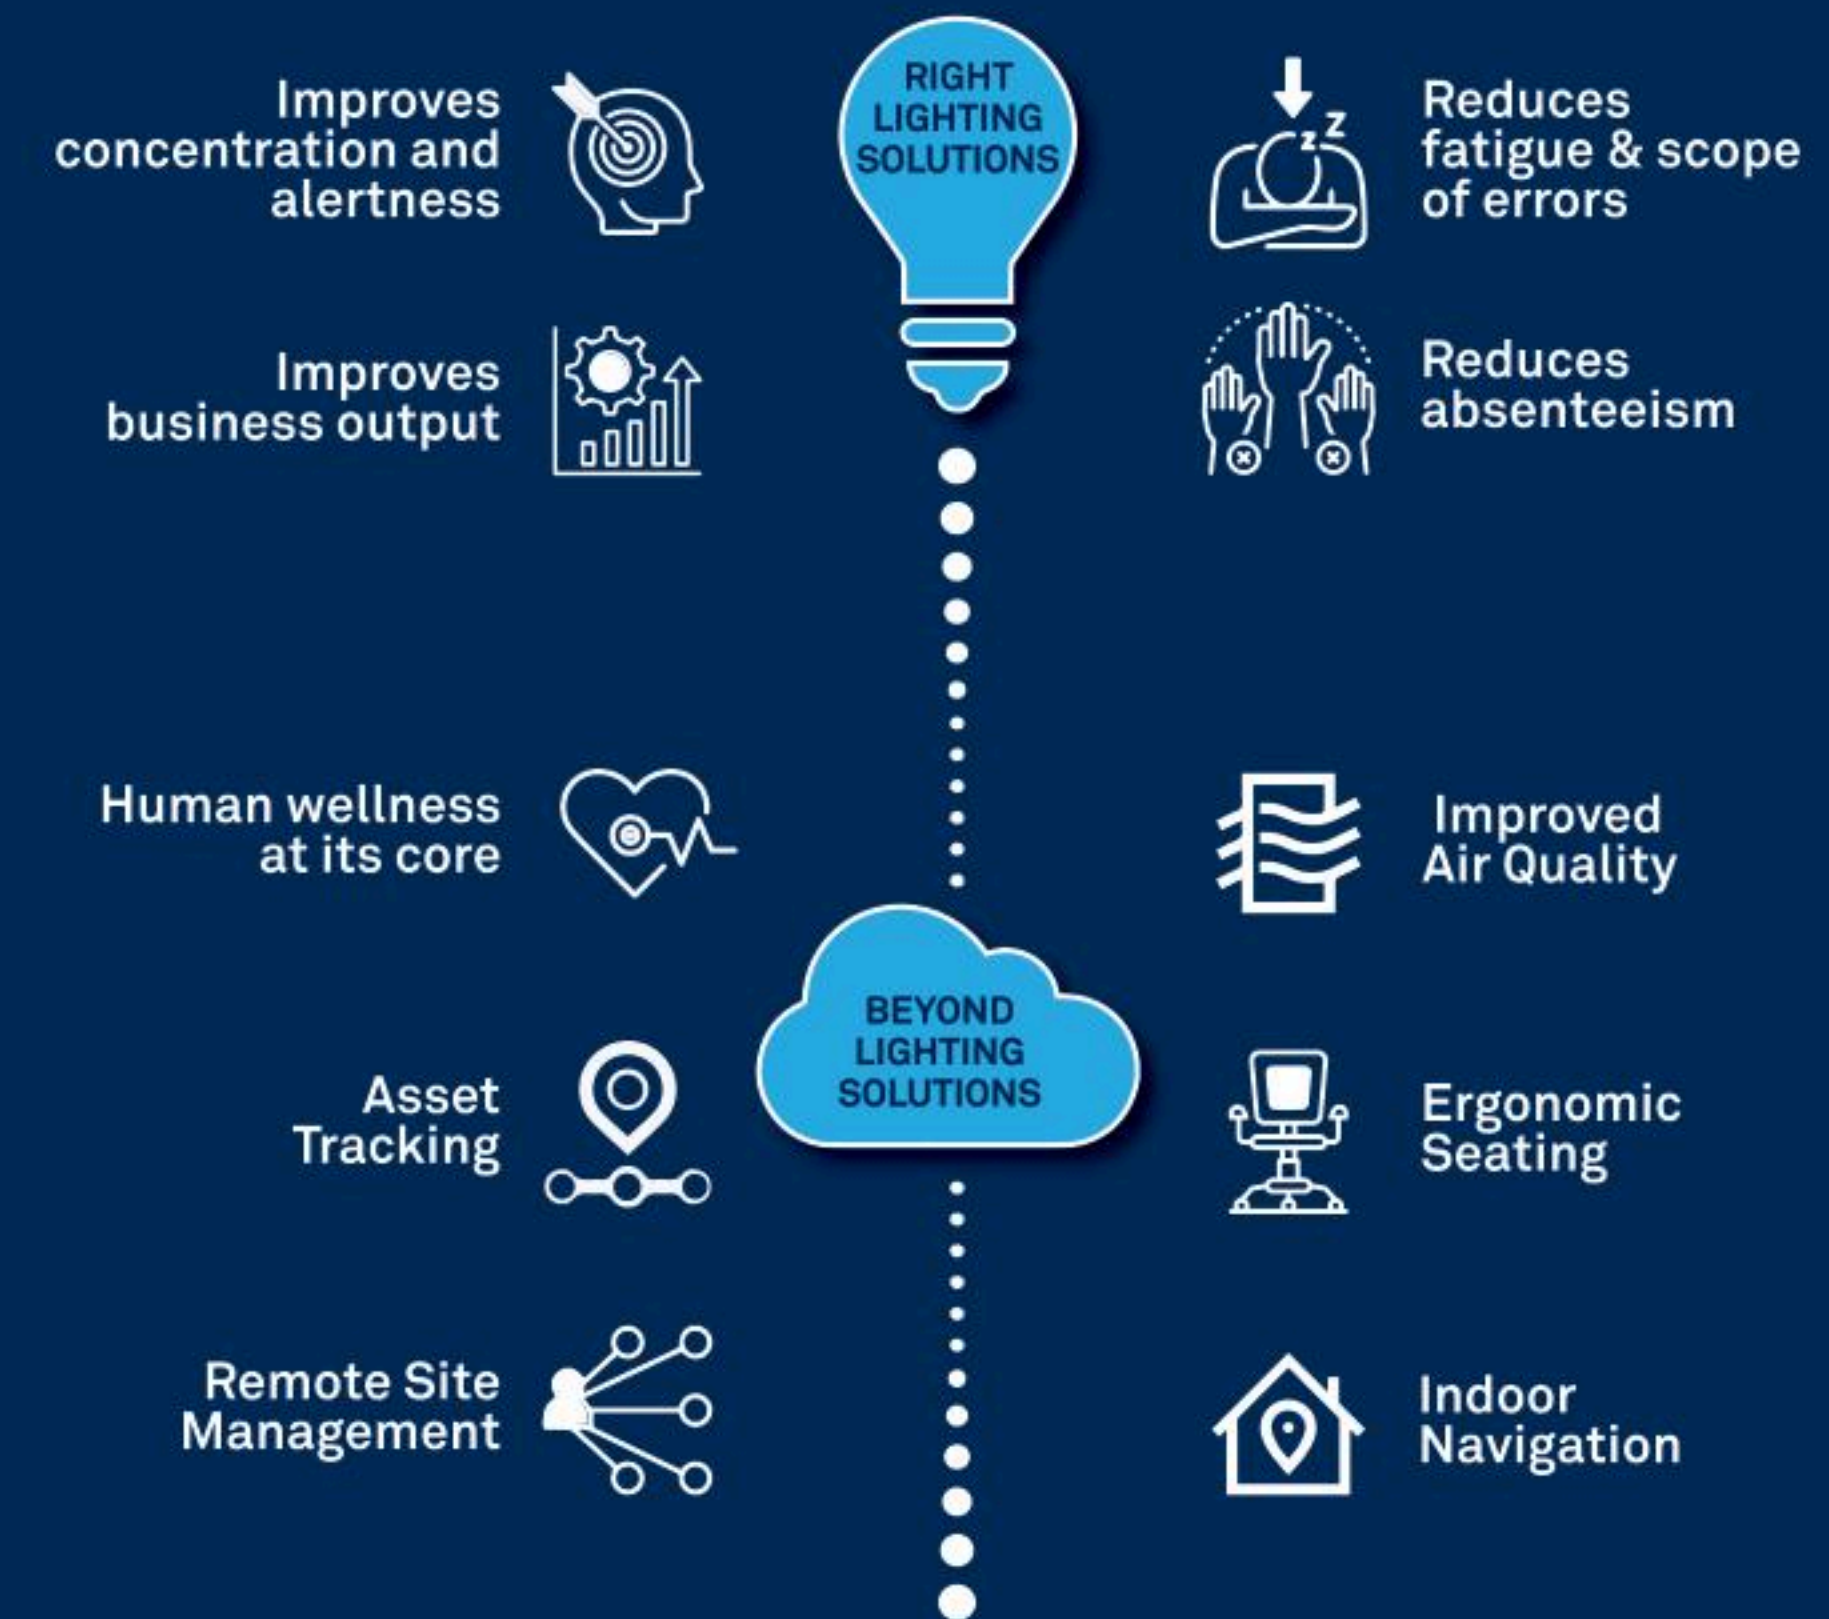 RIGHT
LIGHTING
SOLUTIONS
Improves
concentration and
alertness
Reduces
fatigue & scope
of errors
z z
Improves
business output
Reduces
absenteeism
Human wellness
at its core
Improved
Air Quality
BEYOND
LIGHTING
SOLUTIONS
Asset
Tracking
Ergonomic
Seating
Remote Site
Management
Indoor
Navigation